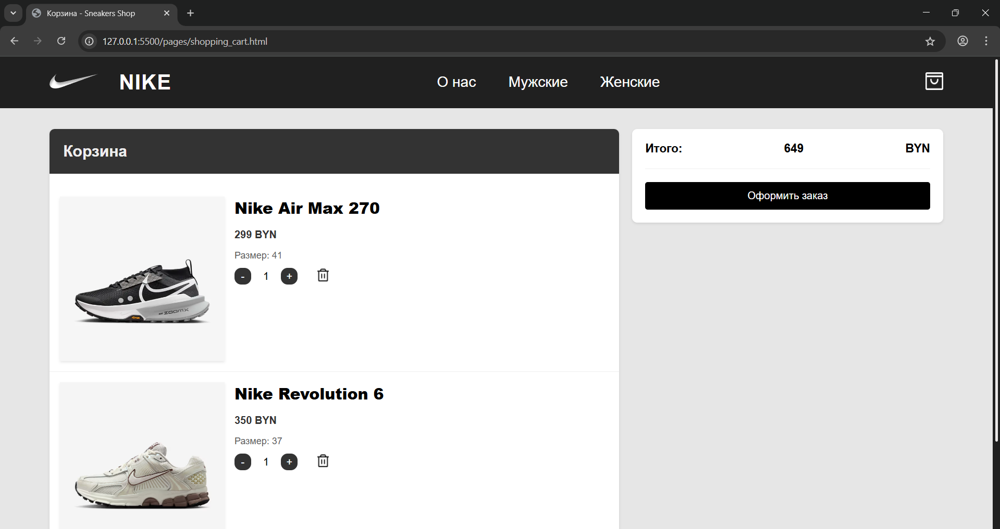 Корзина - Sneakers Shop
127.0.0.1:5500/pages/shopping_cart.html
NIKE
О нас
Мужские
Женские
Корзина
Итого: 649 BYN
Оформить заказ
Nike Air Max 270
299 BYN
Размер: 41
- 1 +
ZOOMX
Nike Revolution 6
350 BYN
Размер: 37
- 1 +